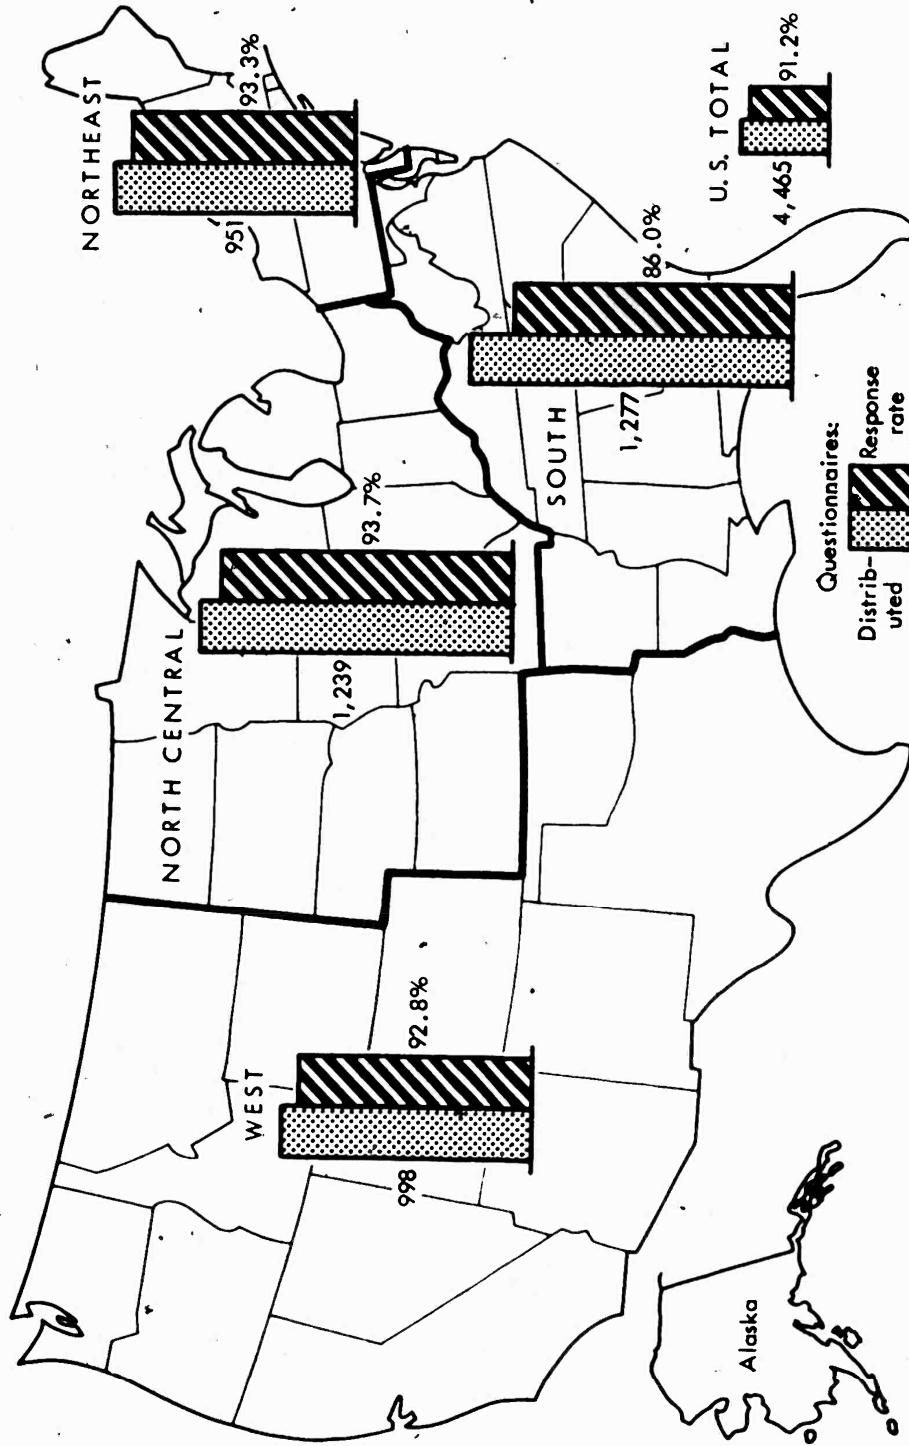 NORTHEAST
951
93.3%
NORTH CENTRAL
1,239
93.7%
WEST
998
92.8%
SOUTH
1,277
86.0%
U.S. TOTAL
4,465
91.2%
Questionnaires:
Distrib-
uted
Response
rate
Alaska